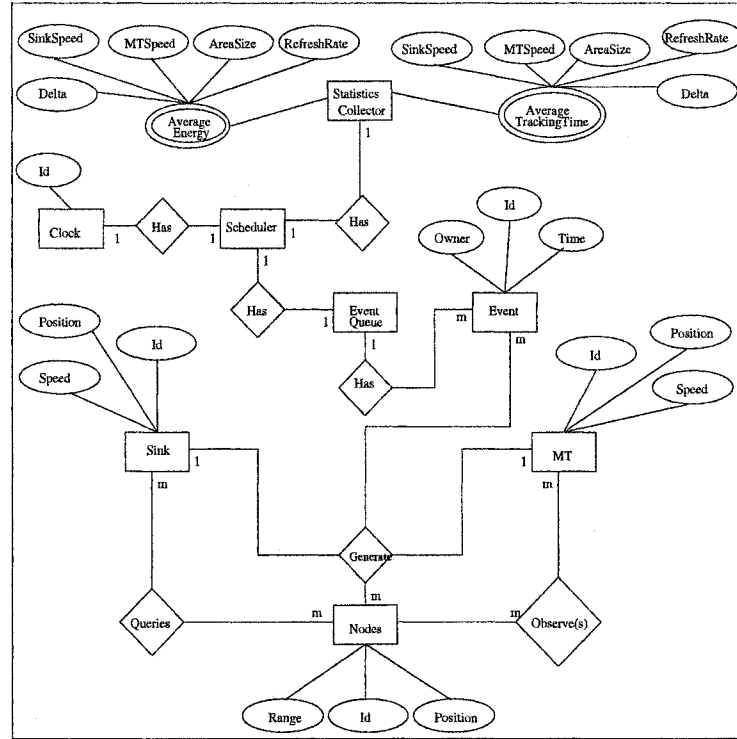 SinkSpeed
MTSpeed
AreaSize
RefreshRate
SinkSpeed
MTSpeed
AreaSize
RefreshRate
Delta
Average
Energy
Statistics
Collector
Average
TrackingTime
Delta
1
Id
Clock
1
Has
1
Scheduler
1
Has
1
Owner
Id
Time
Has
1
Event
Queue
1
m
Event
m
Has
Position
Id
Speed
Id
Position
Speed
Sink
1
m
1
MT
m
Generate
m
Queries
m
Nodes
m
Observe(s)
Range
Id
Position